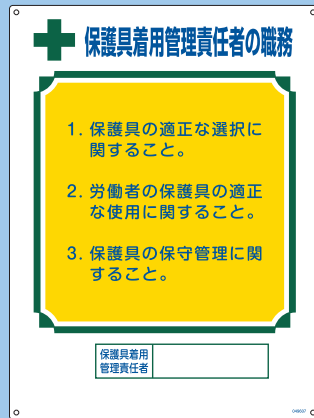 保護具着用管理責任者の職務
1. 保護具の適正な選択に
関すること。
2. 労働者の保護具の適正
な使用に関すること。
3. 保護具の保守管理に関
すること。
保護具着用
管理責任者